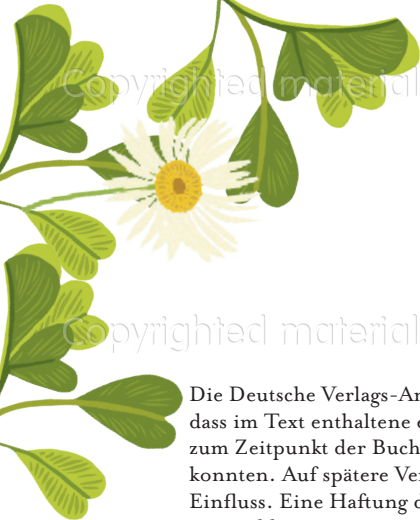 Copyrighted material
Copyrighted material
Die Deutsche Verlags-An
dass im Text enthaltene e
zum Zeitpunkt der Buch
konnten. Auf spätere Ver
Einfluss. Eine Haftung d